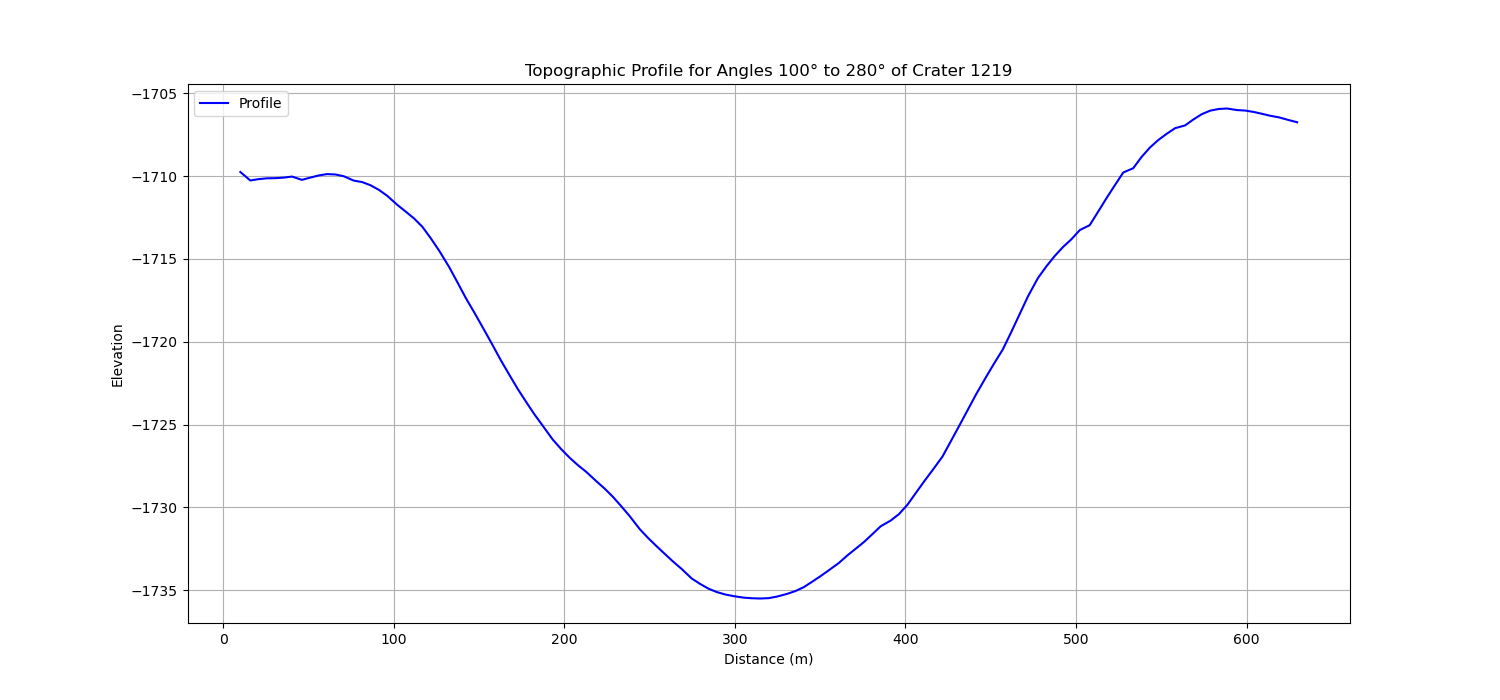 Topographic Profile for Angles 100° to 280° of Crater 1219
Profile
Elevation
−1705
−1710
−1715
−1720
−1725
−1730
−1735
0 100 200 300 400 500 600
Distance (m)